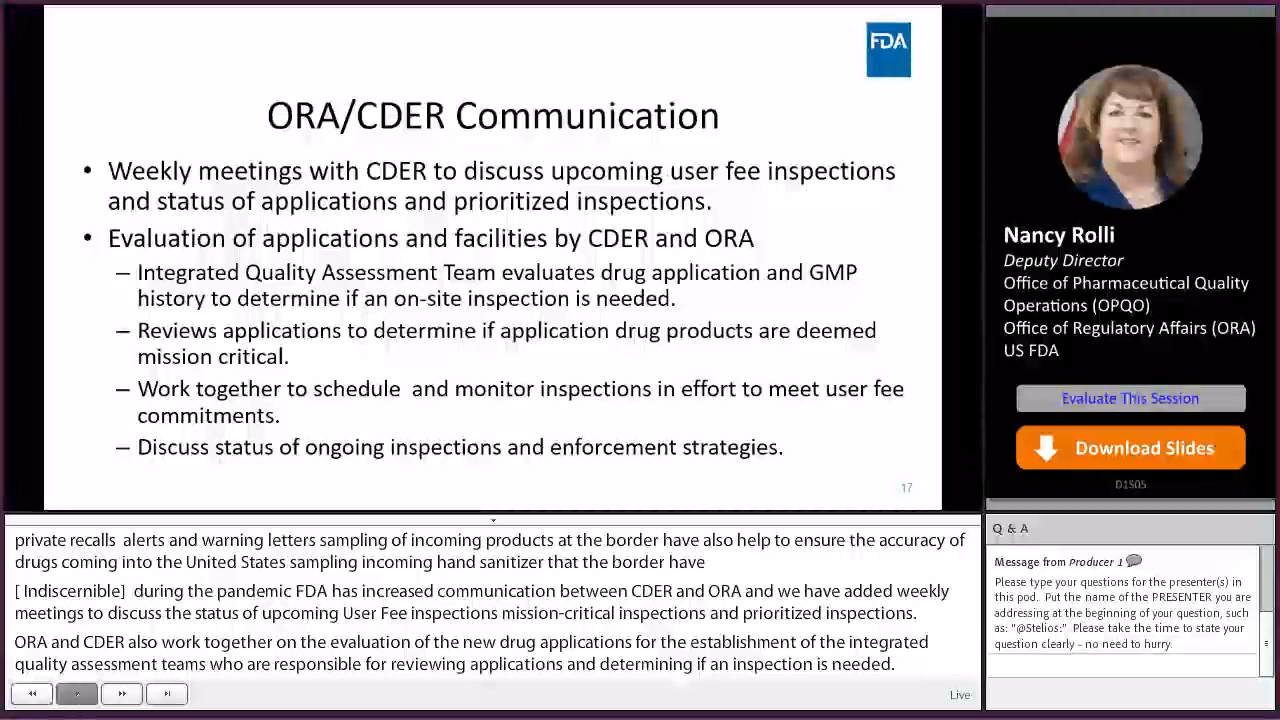 FDA
ORA/CDER Communication
• Weekly meetings with CDER to discuss upcoming user fee inspections
and status of applications and prioritized inspections.
• Evaluation of applications and facilities by CDER and ORA
– Integrated Quality Assessment Team evaluates drug application and GMP
history to determine if an on-site inspection is needed.
– Reviews applications to determine if application drug products are deemed
mission critical.
– Work together to schedule and monitor inspections in effort to meet user fee
commitments.
– Discuss status of ongoing inspections and enforcement strategies.
17
Nancy Rolli
Deputy Director
Office of Pharmaceutical Quality
Operations (OPQO)
Office of Regulatory Affairs (ORA)
US FDA
Evaluate This Session
Download Slides
D1S05
private recalls alerts and warning letters sampling of incoming products at the border have also help to ensure the accuracy of
drugs coming into the United States sampling incoming hand sanitizer that the border have
[ Indiscernible] during the pandemic FDA has increased communication between CDER and ORA and we have added weekly
meetings to discuss the status of upcoming User Fee inspections mission-critical inspections and prioritized inspections.
ORA and CDER also work together on the evaluation of the new drug applications for the establishment of the integrated
quality assessment teams who are responsible for reviewing applications and determining if an inspection is needed.
Live
Q & A
Message from Producer 1
Please type your questions for the presenter(s) in
this pod. Put the name of the PRESENTER you are
addressing at the beginning of your question, such
as: "@Stelios:" Please take the time to state your
question clearly - no need to hurry.